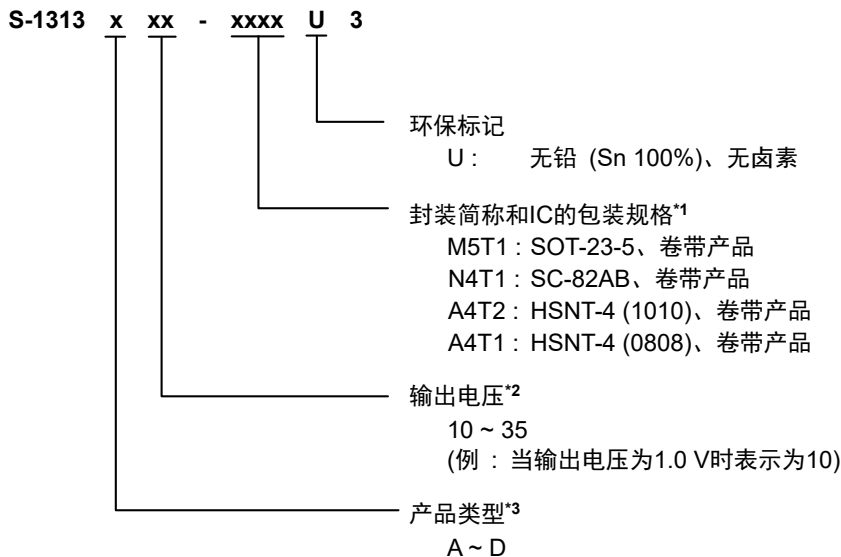 S-1313 x xx - xxxx U 3
环保标记
U : 无铅 (Sn 100%)、无卤素
封装简称和IC的包装规格*1
M5T1 : SOT-23-5、卷带产品
N4T1 : SC-82AB、卷带产品
A4T2 : HSNT-4 (1010)、卷带产品
A4T1 : HSNT-4 (0808)、卷带产品
输出电压*2
10 ~ 35
(例 : 当输出电压为1.0 V时表示为10)
产品类型*3
A ~ D